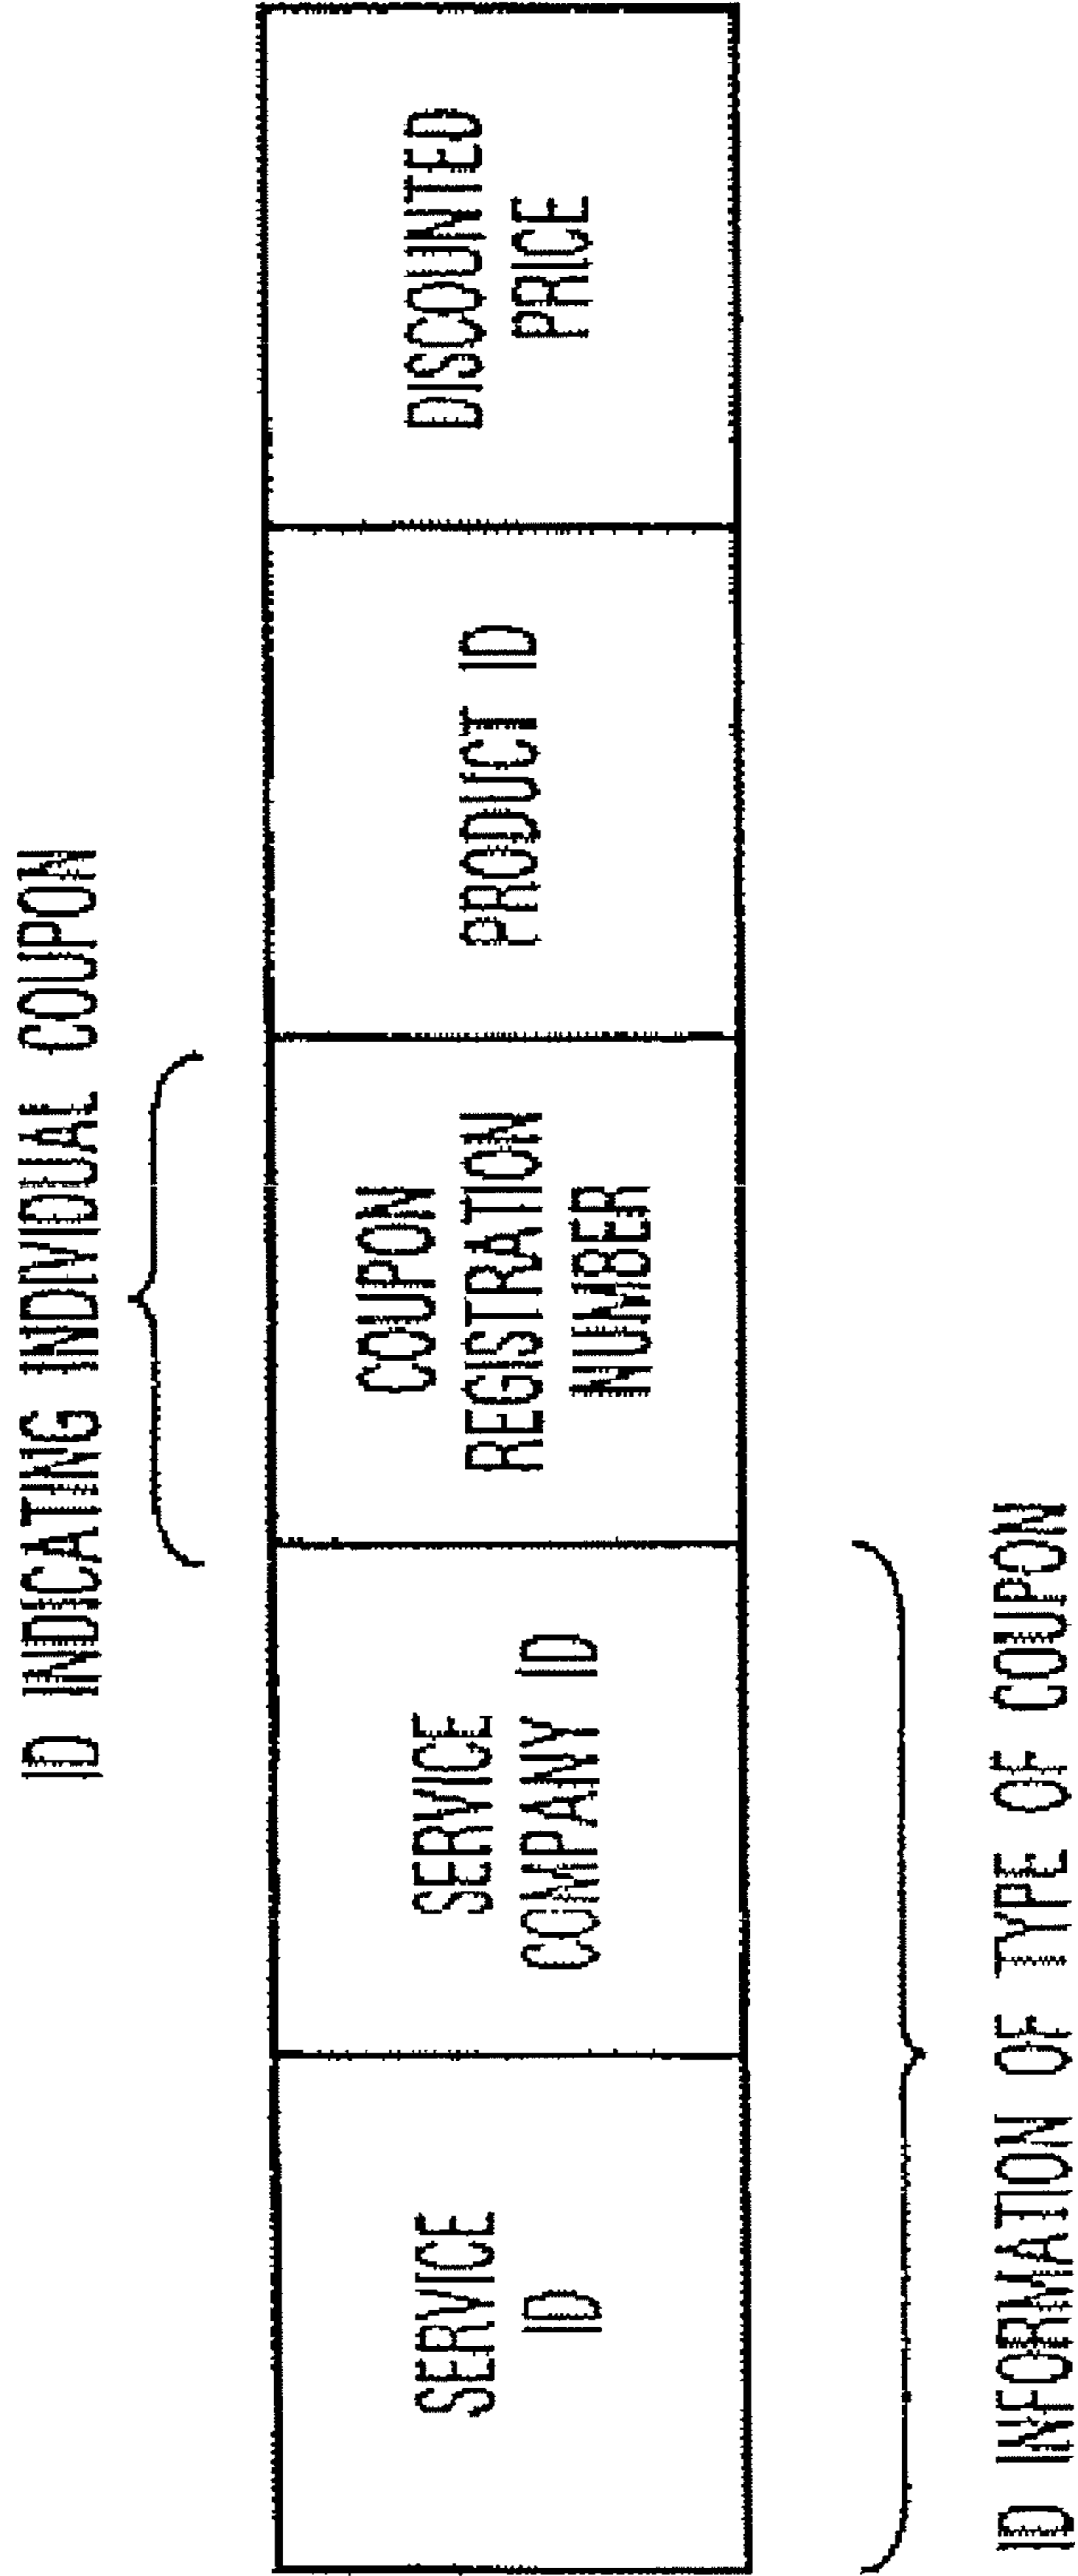 ID INDICATING INDIVIDUAL COUPON
SERVICE
ID
SERVICE
COMPANY ID
COUPON
REGISTRATION
NUMBER
PRODUCT ID
DISCOUNTED
PRICE
ID INFORMATION OF TYPE OF COUPON